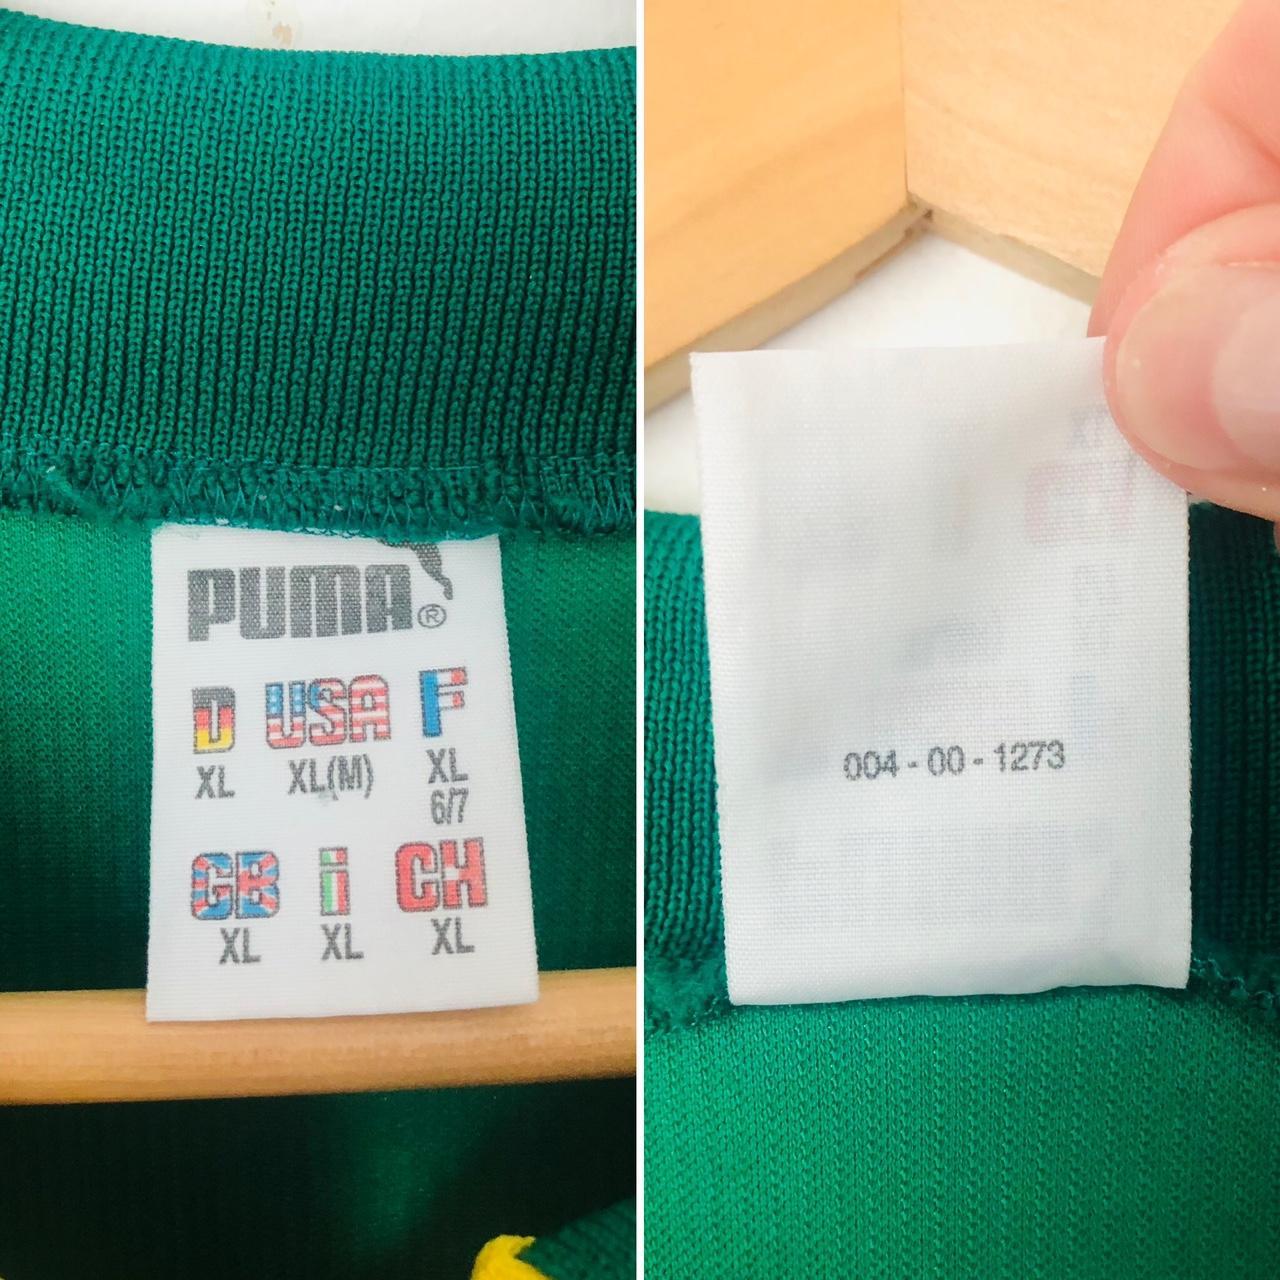 PUMA®
D USA F
XL XL(M) XL
6/7
GB i CH
XL XL XL
004 - 00 - 1273